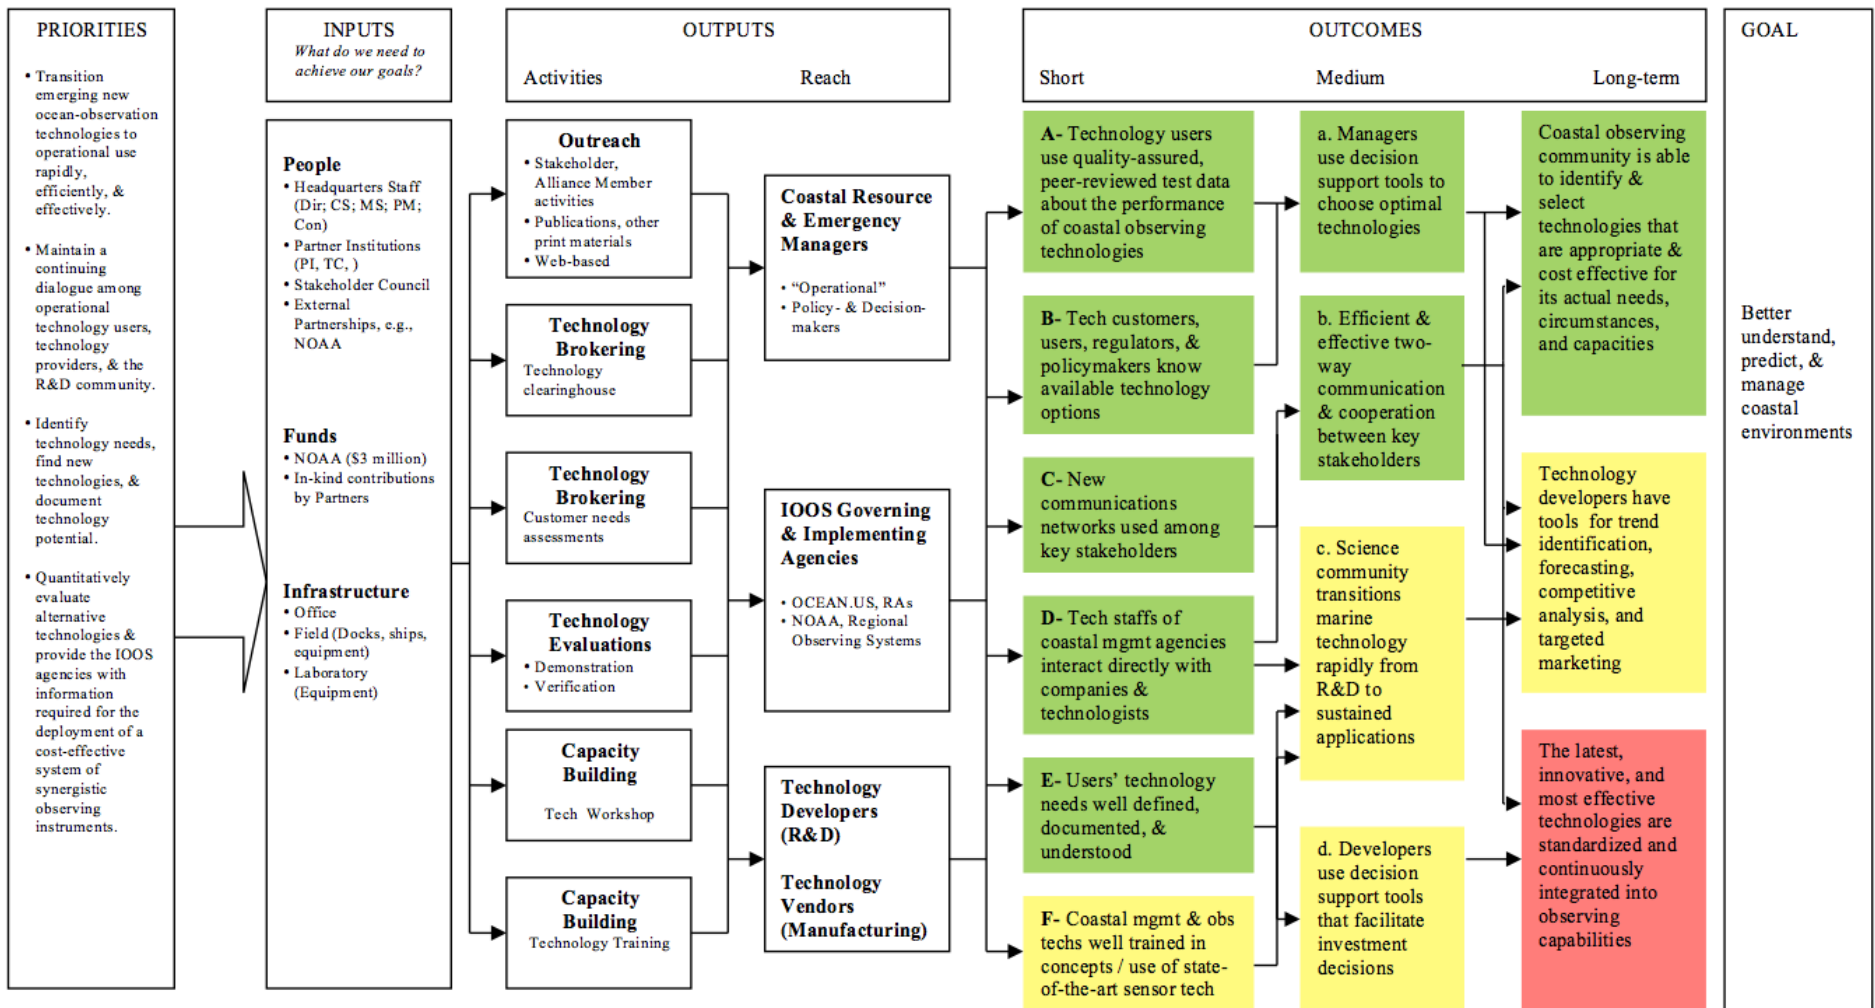 PRIORITIES
• Transition
emerging new
ocean-observation
technologies to
operational use
rapidly,
efficiently, &
effectively.
• Maintain a
continuing
dialogue among
operational
technology users,
technology
providers, & the
R&D community.
• Identify
technology needs,
find new
technologies, &
document
technology
potential.
• Quantitatively
evaluate
alternative
technologies &
provide the IOOS
agencies with
information
required for the
deployment of a
cost-effective
system of
synergistic
observing
instruments.
INPUTS
What do we need to
achieve our goals?
People
• Headquarters Staff
(Dir; CS; MS; PM;
Con)
• Partner Institutions
(PI, TC, )
• Stakeholder Council
• External
Partnerships, e.g.,
NOAA
Funds
• NOAA ($3 million)
• In-kind contributions
by Partners
Infrastructure
• Office
• Field (Docks, ships,
equipment)
• Laboratory
(Equipment)
OUTPUTS
Activities
Reach
Outreach
• Stakeholder,
Alliance Member
activities
• Publications, other
print materials
• Web-based
Technology
Brokering
Technology
clearinghouse
Technology
Brokering
Customer needs
assessments
Technology
Evaluations
• Demonstration
• Verification
Capacity
Building
Tech Workshop
Capacity
Building
Technology Training
Coastal Resource
& Emergency
Managers
• “Operational”
• Policy- & Decision-
makers
IOOS Governing
& Implementing
Agencies
• OCEAN.US, RAs
• NOAA, Regional
Observing Systems
Technology
Developers
(R&D)
Technology
Vendors
(Manufacturing)
OUTCOMES
Short
Medium
Long-term
A- Technology users
use quality-assured,
peer-reviewed test data
about the performance
of coastal observing
technologies
B- Tech customers,
users, regulators, &
policymakers know
available technology
options
C- New
communications
networks used among
key stakeholders
D- Tech staffs of
coastal mgmt agencies
interact directly with
companies &
technologists
E- Users’ technology
needs well defined,
documented, &
understood
F- Coastal mgmt & obs
techs well trained in
concepts / use of state-
of-the-art sensor tech
a. Managers
use decision
support tools to
choose optimal
technologies
b. Efficient &
effective two-
way
communication
& cooperation
between key
stakeholders
c. Science
community
transitions
marine
technology
rapidly from
R&D to
sustained
applications
d. Developers
use decision
support tools
that facilitate
investment
decisions
Coastal observing
community is able
to identify &
select
technologies that
are appropriate &
cost effective for
its actual needs,
circumstances,
and capacities
Technology
developers have
tools for trend
identification,
forecasting,
competitive
analysis, and
targeted
marketing
The latest,
innovative, and
most effective
technologies are
standardized and
continuously
integrated into
observing
capabilities
GOAL
Better
understand,
predict, &
manage
coastal
environments